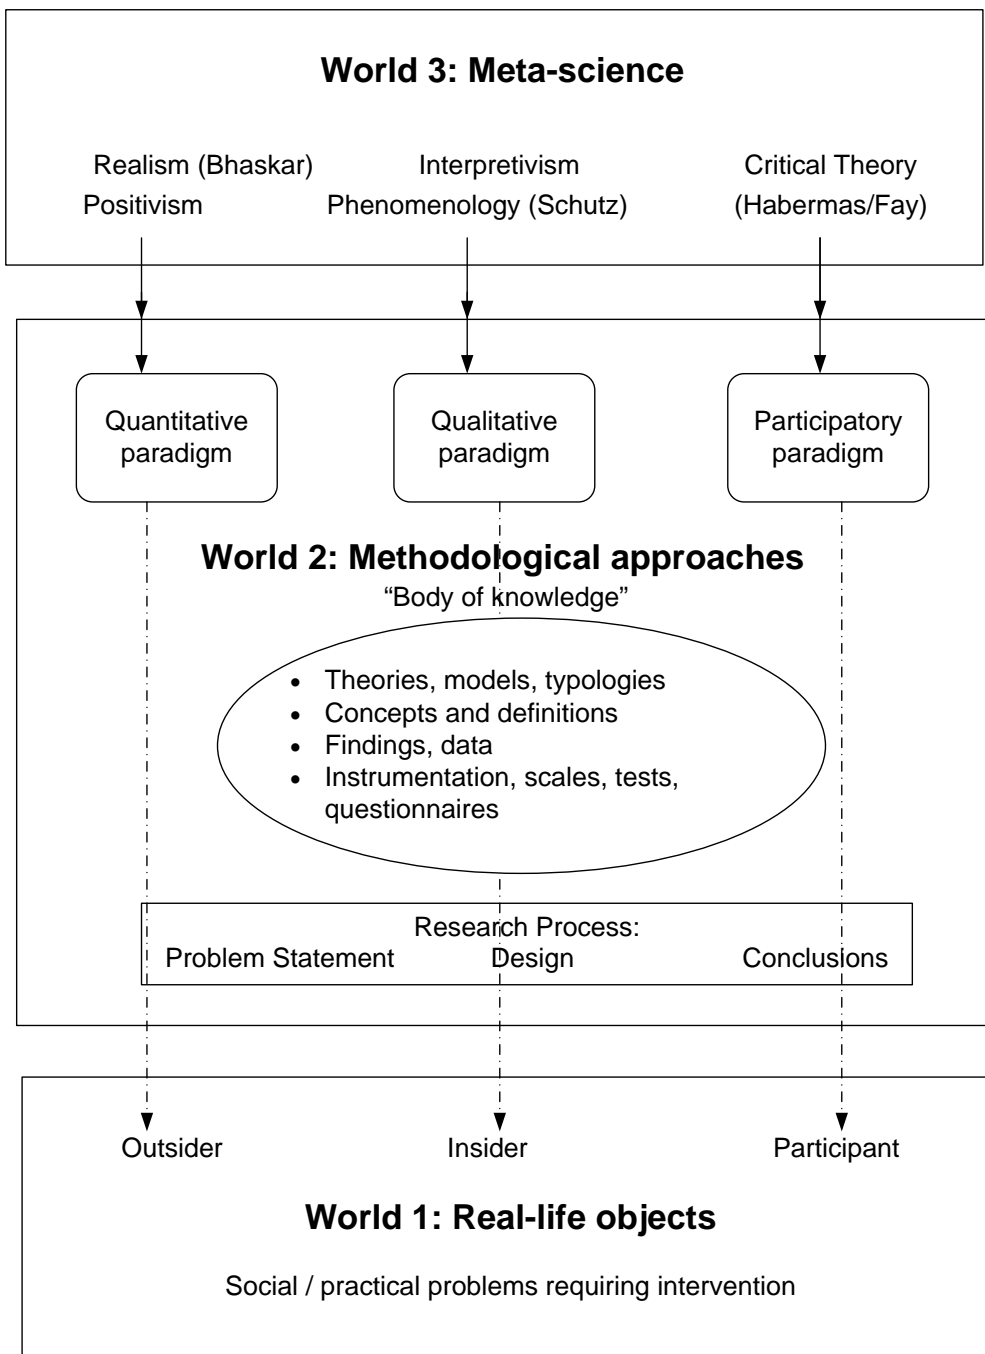 World 3: Meta-science
Realism (Bhaskar) Interpretivism Critical Theory
Positivism Phenomenology (Schutz) (Habermas/Fay)
Quantitative Qualitative Participatory
paradigm paradigm paradigm
World 2: Methodological approaches
“Body of knowledge”
• Theories, models, typologies
• Concepts and definitions
• Findings, data
• Instrumentation, scales, tests,
questionnaires
Research Process:
Problem Statement Design Conclusions
Outsider Insider Participant
World 1: Real-life objects
Social / practical problems requiring intervention